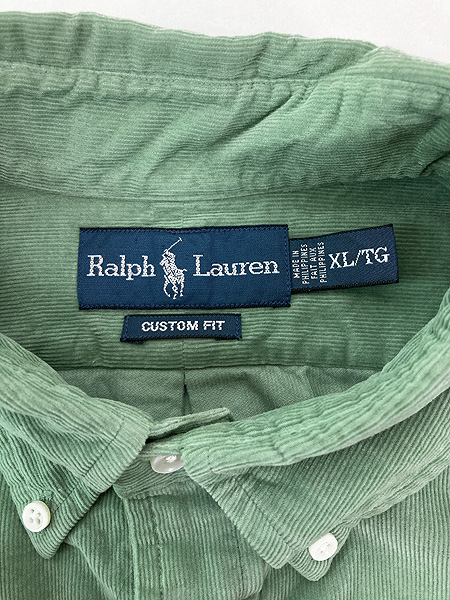 Ralph Lauren
MADE IN
PHILIPPINES
FAIT AUX
PHILIPPINES
XL/TG
CUSTOM FIT